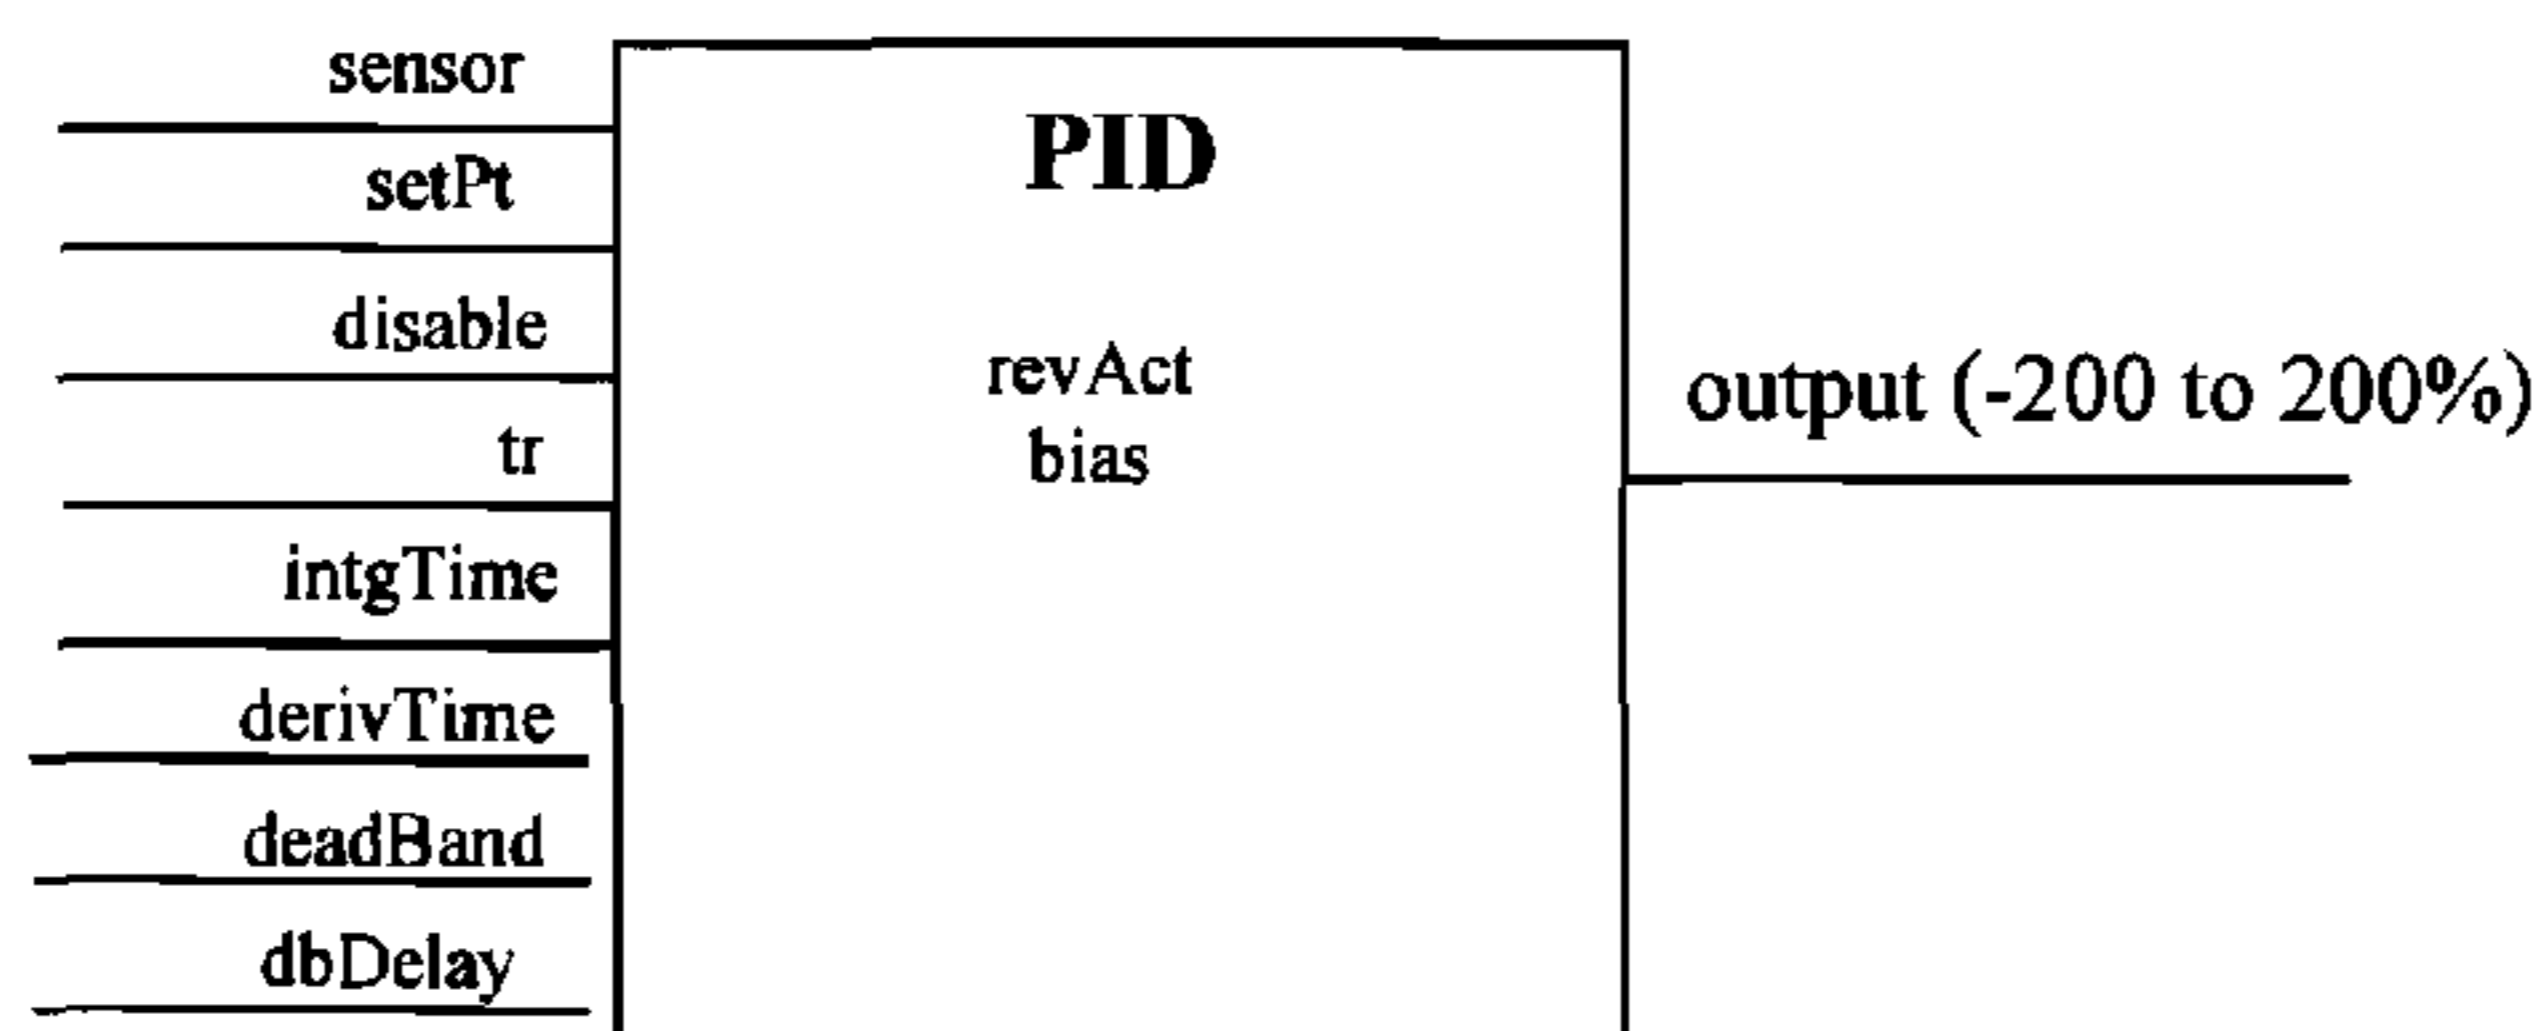 sensor
setPt
disable
tr
intgTime
derivTime
deadBand
dbDelay
PID
revAct
bias
output (-200 to 200%)